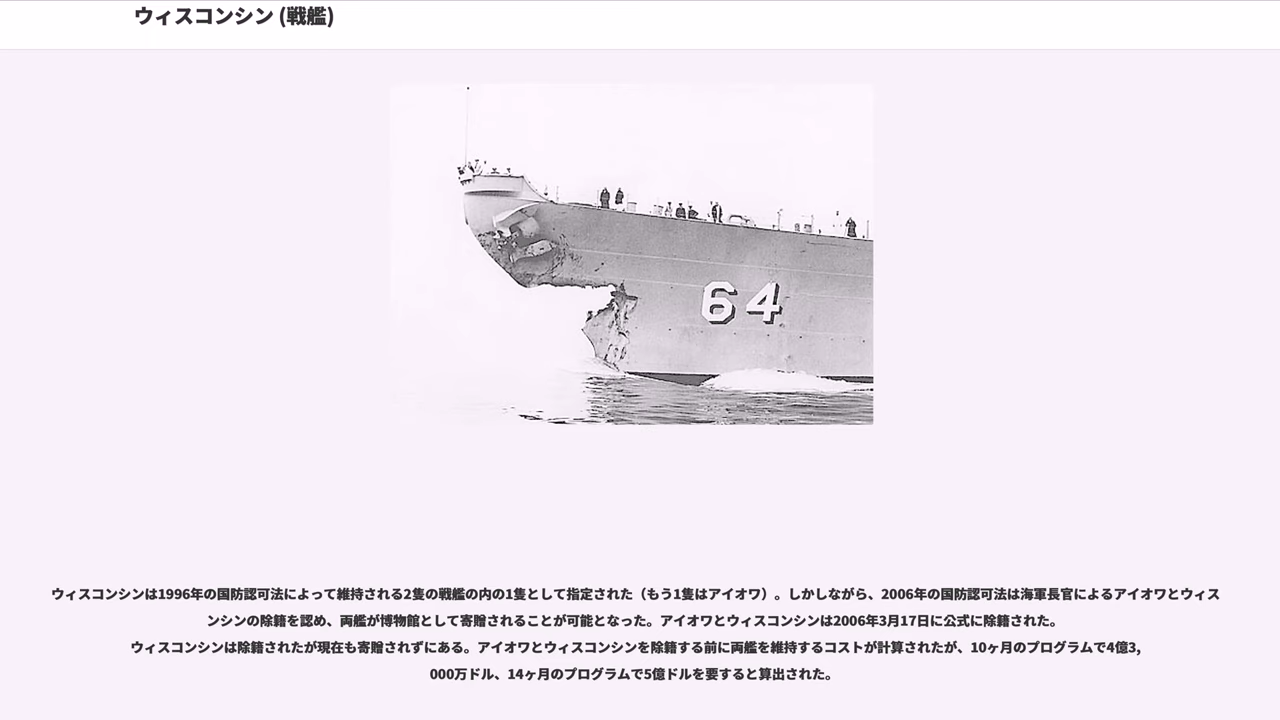 ウィスコンシン (戦艦)
64
ウィスコンシンは1996年の国防認可法によって維持される2隻の戦艦の内の1隻として指定された（もう1隻はアイオワ）。しかしながら、2006年の国防認可法は海軍長官によるアイオワとウィス
ンシンの除籍を認め、両艦が博物館として寄贈されることが可能となった。アイオワとウィスコンシンは2006年3月17日に公式に除籍された。
ウィスコンシンは除籍されたが現在も寄贈されずにある。アイオワとウィスコンシンを除籍する前に両艦を維持するコストが計算されたが、10ヶ月のプログラムで4億3,
000万ドル、14ヶ月のプログラムで5億ドルを要すると算出された。